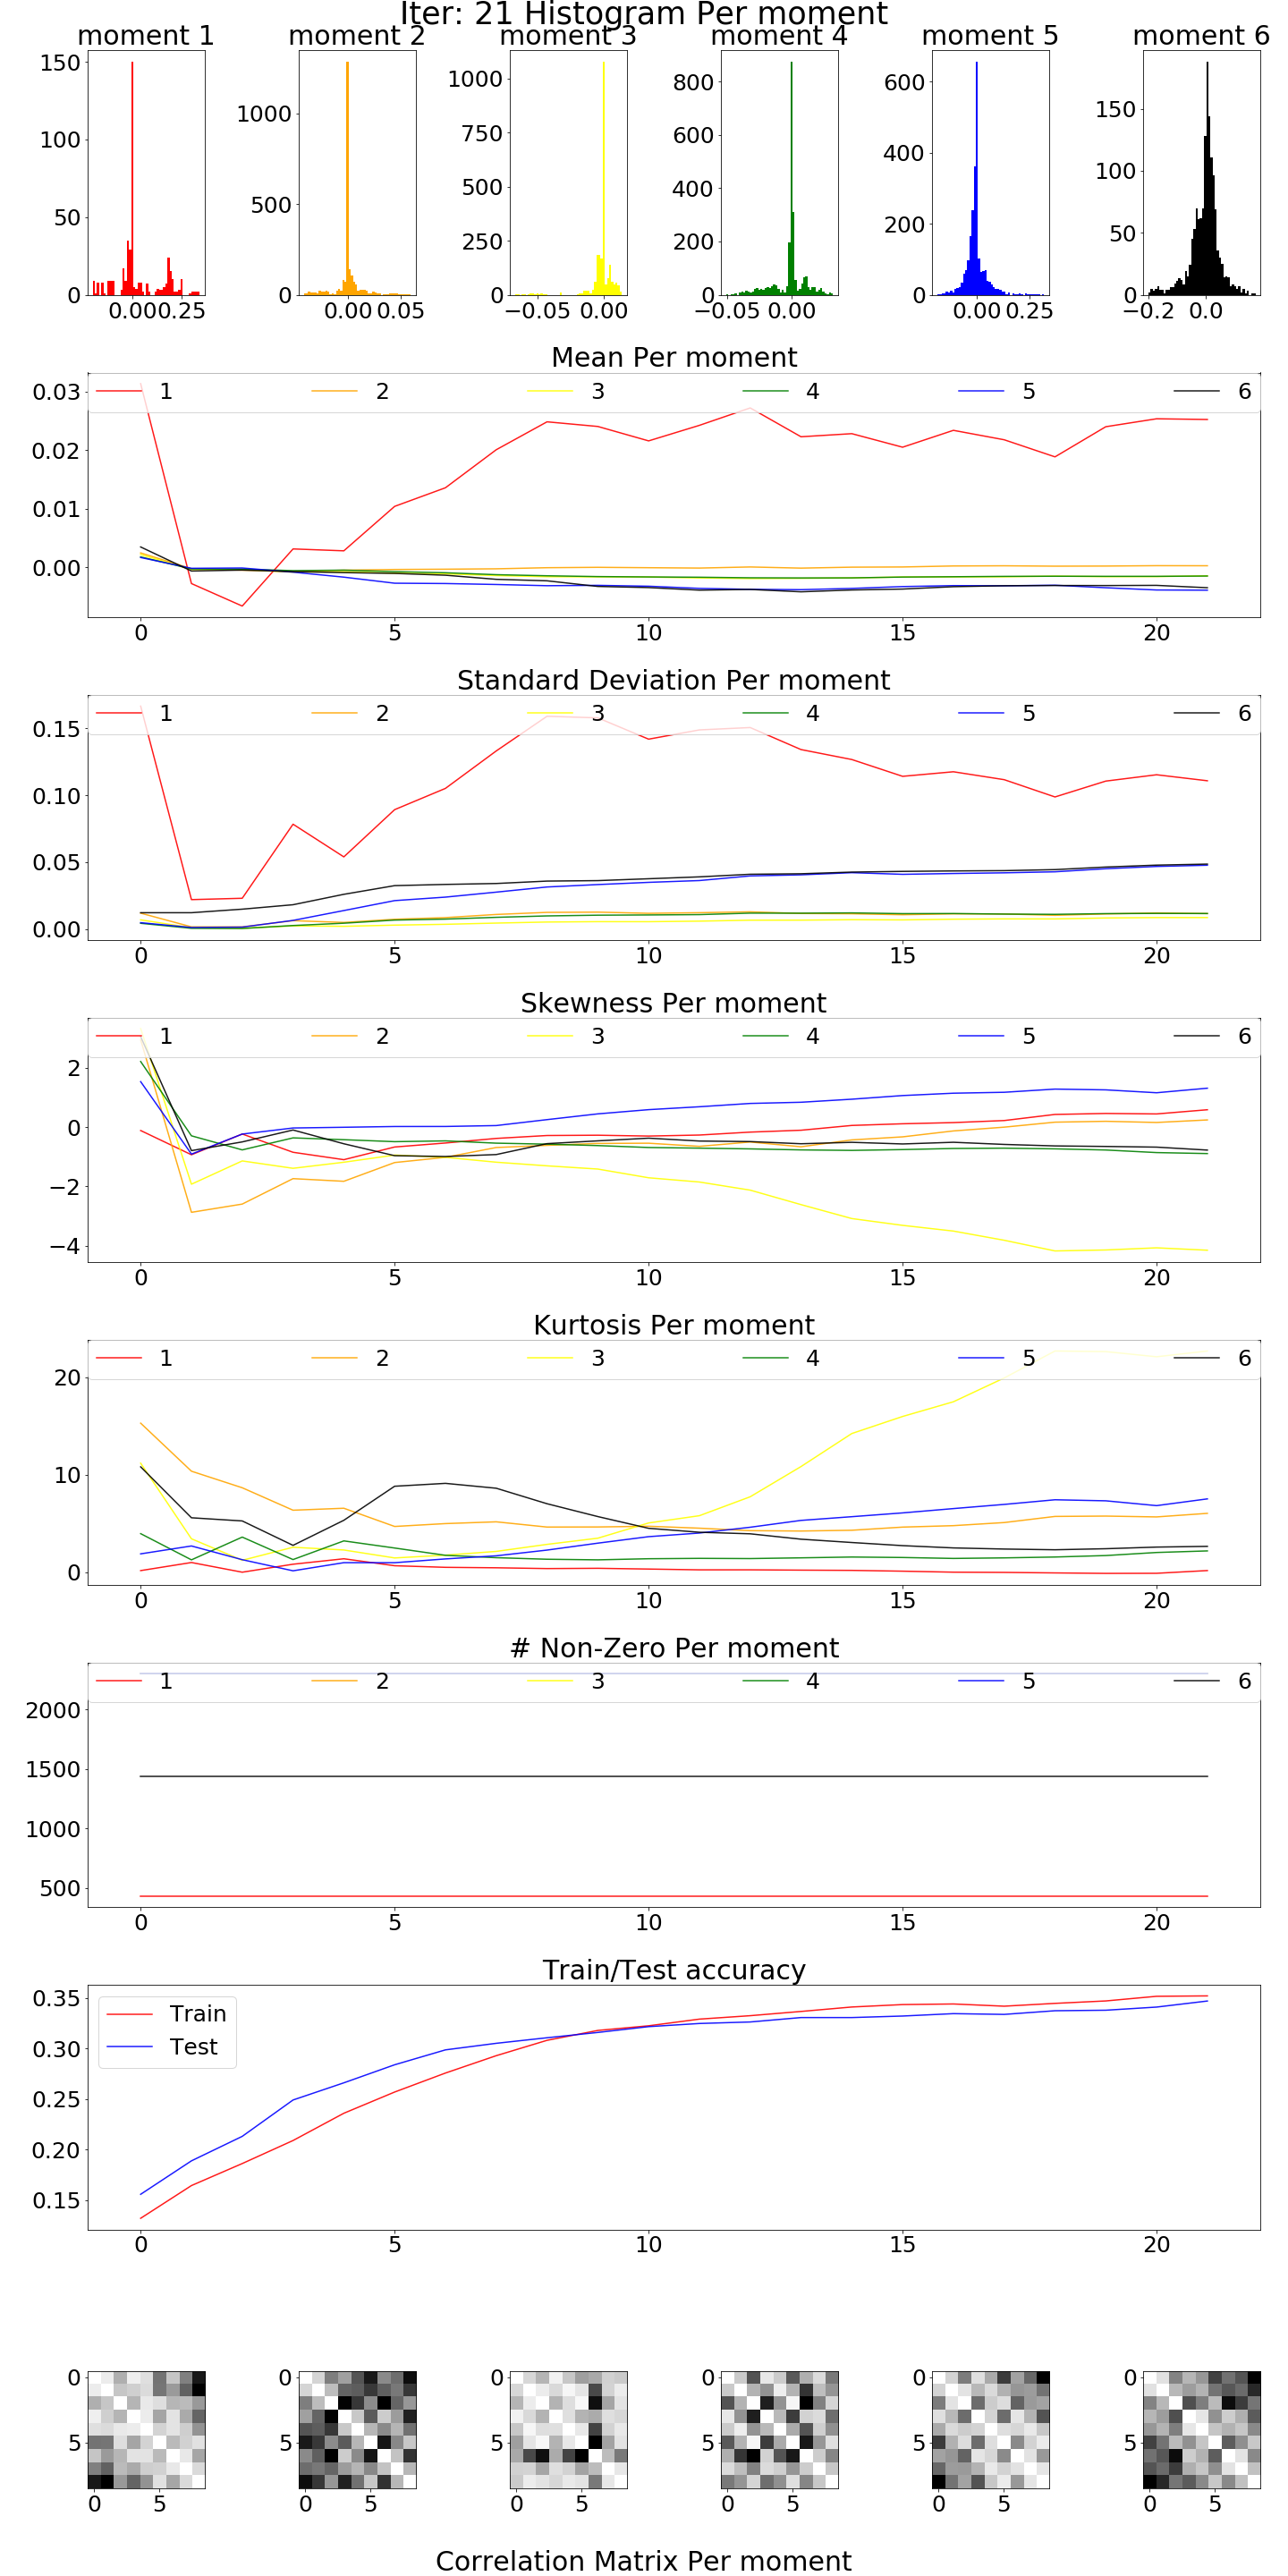 Iter: 21 Histogram Per moment
moment 1 moment 2 moment 3 moment 4 moment 5 moment 6
150 100 50 0
0.00 0.25
1000 500 0
0.00 0.05
1000 750 500 250 0
−0.05 0.00
800 600 400 200 0
−0.05 0.00
600 400 200 0
0.00 0.25
150 100 50 0
−0.2 0.0
Mean Per moment
1 2 3 4 5 6
0.03
0.02
0.01
0.00
0 5 10 15 20
Standard Deviation Per moment
1 2 3 4 5 6
0.15
0.10
0.05
0.00
0 5 10 15 20
Skewness Per moment
1 2 3 4 5 6
2
0
−2
−4
0 5 10 15 20
Kurtosis Per moment
1 2 3 4 5 6
20
10
0
0 5 10 15 20
# Non-Zero Per moment
1 2 3 4 5 6
2000
1500
1000
500
0 5 10 15 20
Train/Test accuracy
Train
Test
0.35
0.30
0.25
0.20
0.15
0 5 10 15 20
0 0 0 0 0 0
5 5 5 5 5 5
0 5 0 5 0 5 0 5 0 5 0 5
Correlation Matrix Per moment